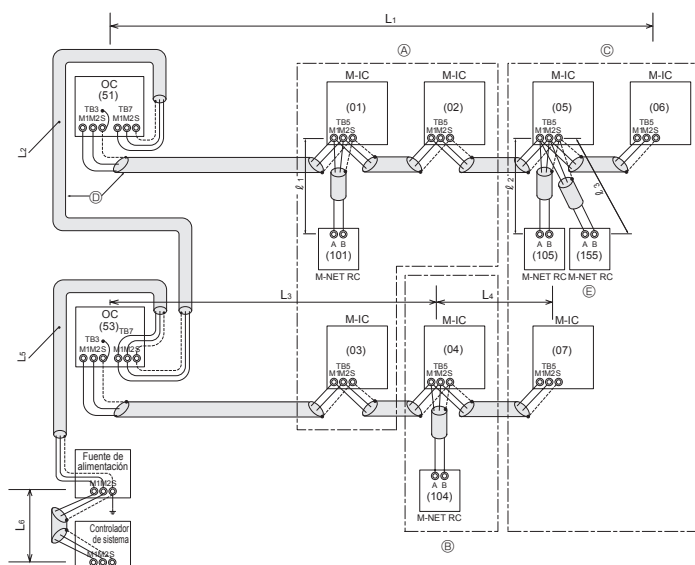 L1
Ⓐ
Ⓒ
M-IC
M-IC
M-IC
M-IC
OC
(51)
TB3
TB7
M1M2S
M1M2S
(01)
TB5
M1M2S
(02)
TB5
M1M2S
(05)
TB5
M1M2S
(06)
TB5
M1M2S
L2
Ⓓ
ℓ1
ℓ2
ℓ3
A B
(101)
M-NET RC
A B
(105)
M-NET RC
A B
(155)
M-NET RC
Ⓔ
L3
L4
OC
(53)
TB3
TB7
M1M2S
M1M2S
M-IC
(03)
TB5
M1M2S
M-IC
(04)
TB5
M1M2S
M-IC
(07)
TB5
M1M2S
L5
A B
(104)
M-NET RC
Ⓑ
Fuente de
alimentación
M1M2S
L6
Controlador
de sistema
M1M2S